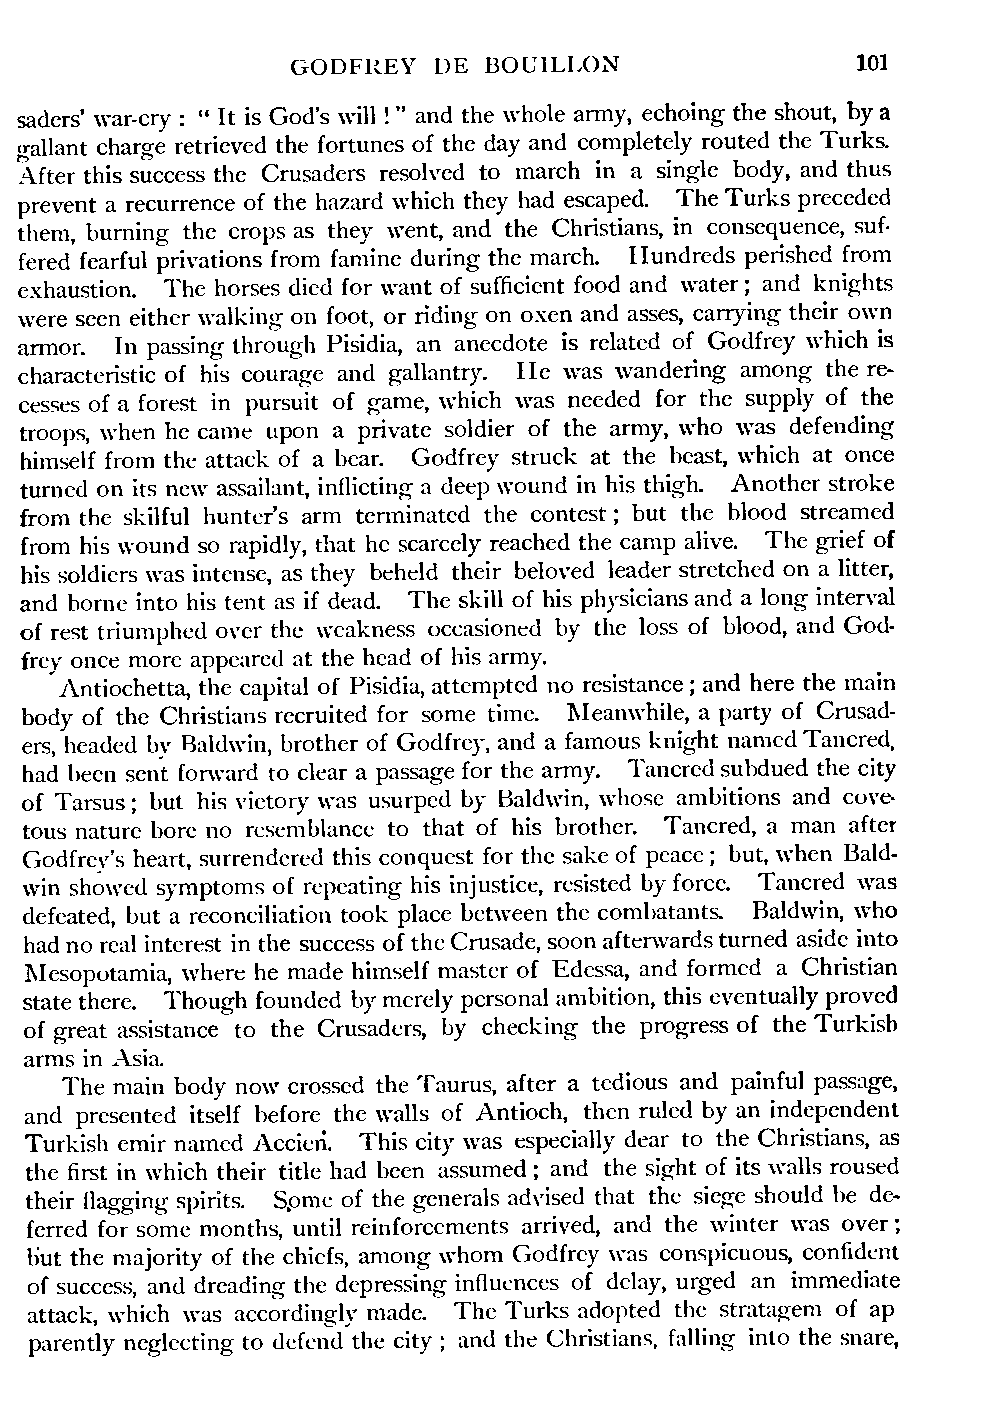 GODFREY DE BOUILLON 101
saders' war-cry : " It is God's will ! " and the whole army, echoing the shout, by a
gallant charge retrieved the fortunes of the day and completely routed the Turks.
After this success the Crusaders resolved to march in a single body, and thus
prevent a recurrence of the hazard which they had escaped. The Turks preceded
them, burning the crops as they went, and the Christians, in consequence, suf-
fered fearful privations from famine during the march. Hundreds perished from
exhaustion. The horses died for want of sufficient food and water ; and knights
were seen either walking on foot, or riding on oxen and asses, carrying their own
armor. In passing through Pisidia, an anecdote is related of Godfrey which is
characteristic of his courage and gallantry. He was wandering among the re-
cesses of a forest in pursuit of game, which was needed for the supply of the
troops, when he came upon a private soldier of the army, who was defending
himself from the attack of a bear. Godfrey struck at the beast, which at once
turned on its new assailant, inflicting a deep wound in his thigh. Another stroke
from the skilful hunter's arm terminated the contest ; but the blood streamed
from his wound so rapidly, that he scarcely reached the camp alive. The grief of
his soldiers was intense, as they beheld their beloved leader stretched on a litter,
and borne into his tent as if dead. The skill of his physicians and a long interval
of rest triumphed over the weakness occasioned by the loss of blood, and God-
frey once more appeared at the head of his army.
Antiochetta, the capital of Pisidia, attempted no resistance ; and here the main
body of the Christians recruited for some time. Meanwhile, a party of Crusad-
ers, headed by Baldwin, brother of Godfrey, and a famous knight named Tancred,
had been sent forward to clear a passage for the army. Tancred subdued the city
of Tarsus ; but his victory was usurped by Baldwin, whose ambitions and cove-
tous nature bore no resemblance to that of his brother. Tancred, a man after
Godfrey's heart, surrendered this conquest for the sake of peace ; but, when Bald-
win showed symptoms of repeating his injustice, resisted by force. Tancred was
defeated, but a reconciliation took place between the combatants. Baldwin, who
had no real interest in the success of the Crusade, soon afterwards turned aside into
Mesopotamia, where he made himself master of Edessa, and formed a Christian
state there. Though founded by merely personal ambition, this eventually proved
of great assistance to the Crusaders, by checking the progress of the Turkish
arms in Asia.
The main body now crossed the Taurus, after a tedious and painful passage,
and presented itself before the walls of Antioch, then ruled by an independent
Turkish emir named Accien. This city was especially dear to the Christians, as
the first in which their title had been assumed ; and the sight of its walls roused
their flagging spirits. Some of the generals advised that the siege should be de-
ferred for some months, until reinforcements arrived, and the winter was over ;
but the majority of the chiefs, among whom Godfrey was conspicuous, confident
of success, and dreading the depressing influences of delay, urged an immediate
attack, which was accordingly made. The Turks adopted the stratagem of ap
parently neglecting to defend the city ; and the Christians, falling into the snare,